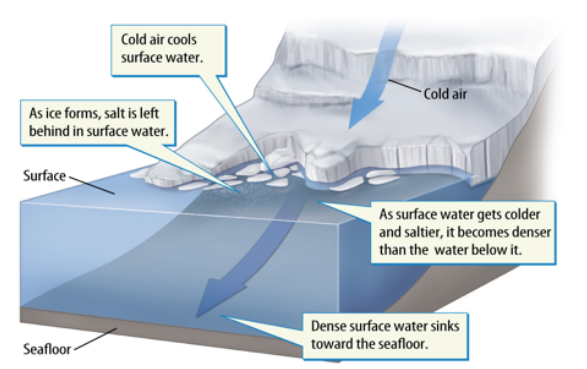 Cold air cools
surface water.
Cold air
As ice forms, salt is left
behind in surface water.
Surface
As surface water gets colder
and saltier, it becomes denser
than the water below it.
Dense surface water sinks
toward the seafloor.
Seafloor